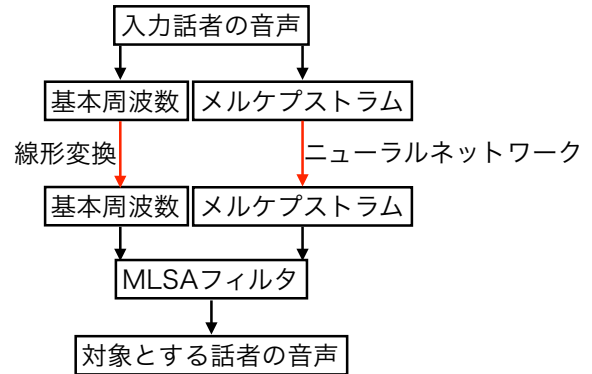 入力話者の音声
基本周波数 メルケプストラム
線形変換 ニューラルネットワーク
基本周波数 メルケプストラム
MLSAフィルタ
対象とする話者の音声